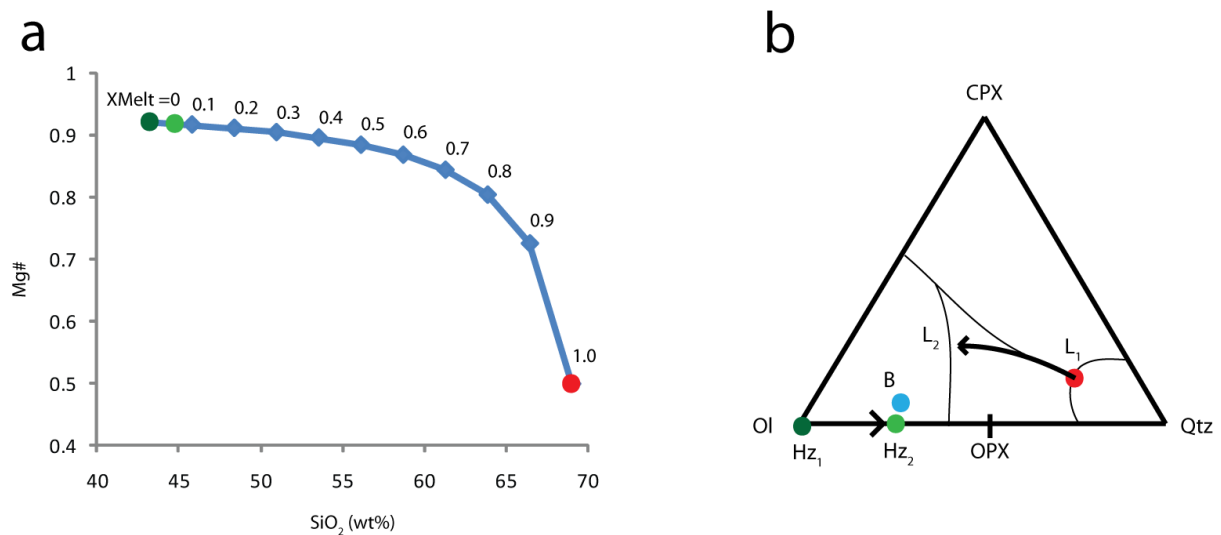 a
1
XMelt =0
0.1
0.2
0.3
0.4
0.5
0.6
0.7
0.8
0.9
1.0
0.9
0.8
0.7
0.6
0.5
0.4
Mg#
40 45 50 55 60 65 70
SiO₂ (wt%)
b
CPX
L₂
L₁
B
Ol
Qtz
Hz₁
Hz₂
OPX